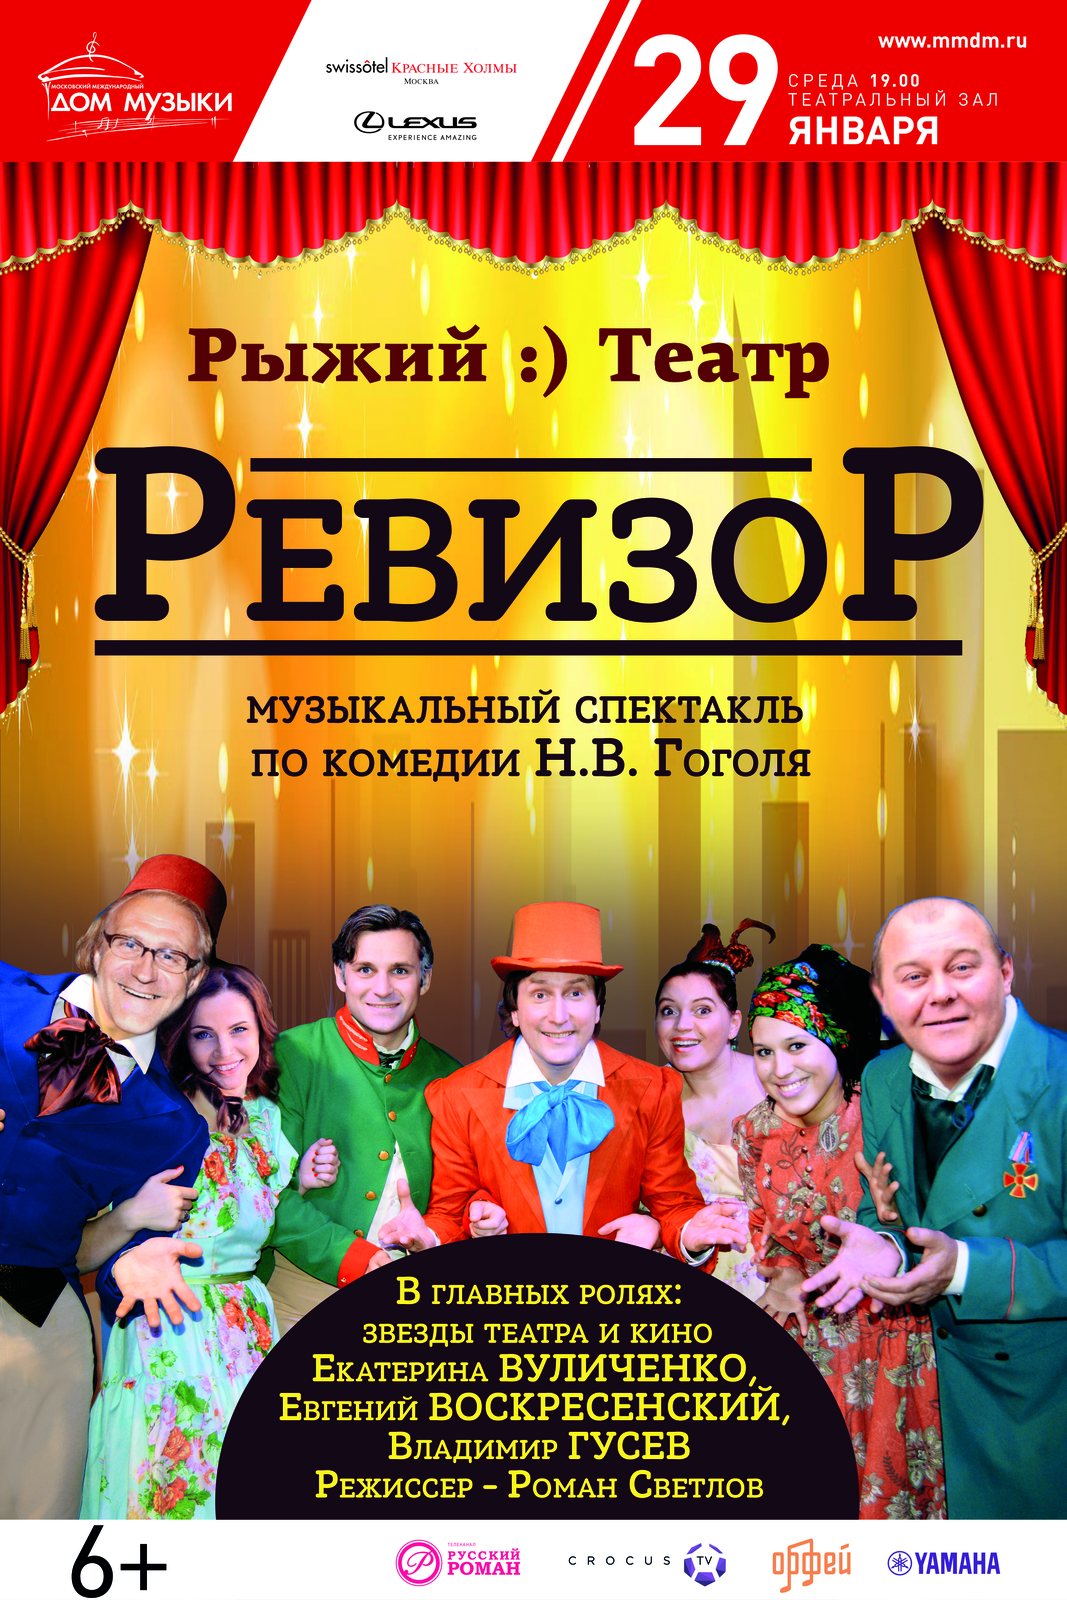 МОСКОВСКИЙ МЕЖДУНАРОДНЫЙ
ДОМ МУЗЫКИ
swissôtel КРАСНЫЕ ХОЛМЫ
МОСКВА
LEXUS
EXPERIENCE AMAZING
www.mmdm.ru
29
СРЕДА 19.00
ТЕАТРАЛЬНЫЙ ЗАЛ
ЯНВАРЯ
Рыжий :) Театр
РЕВИЗОР
МУЗЫКАЛЬНЫЙ СПЕКТАКЛЬ
ПО КОМЕДИИ Н.В. ГОГОЛЯ
В ГЛАВНЫХ РОЛЯХ:
ЗВЕЗДЫ ТЕАТРА И КИНО
ЕКАТЕРИНА ВУЛИЧЕНКО,
ЕВГЕНИЙ ВОСКРЕСЕНСКИЙ,
ВЛАДИМИР ГУСЕВ
РЕЖИССЕР – РОМАН СВЕТЛОВ
6+
ТЕЛЕКАНАЛ
РУССКИЙ
РОМАН
CROCUS TV
орфей
YAMAHA